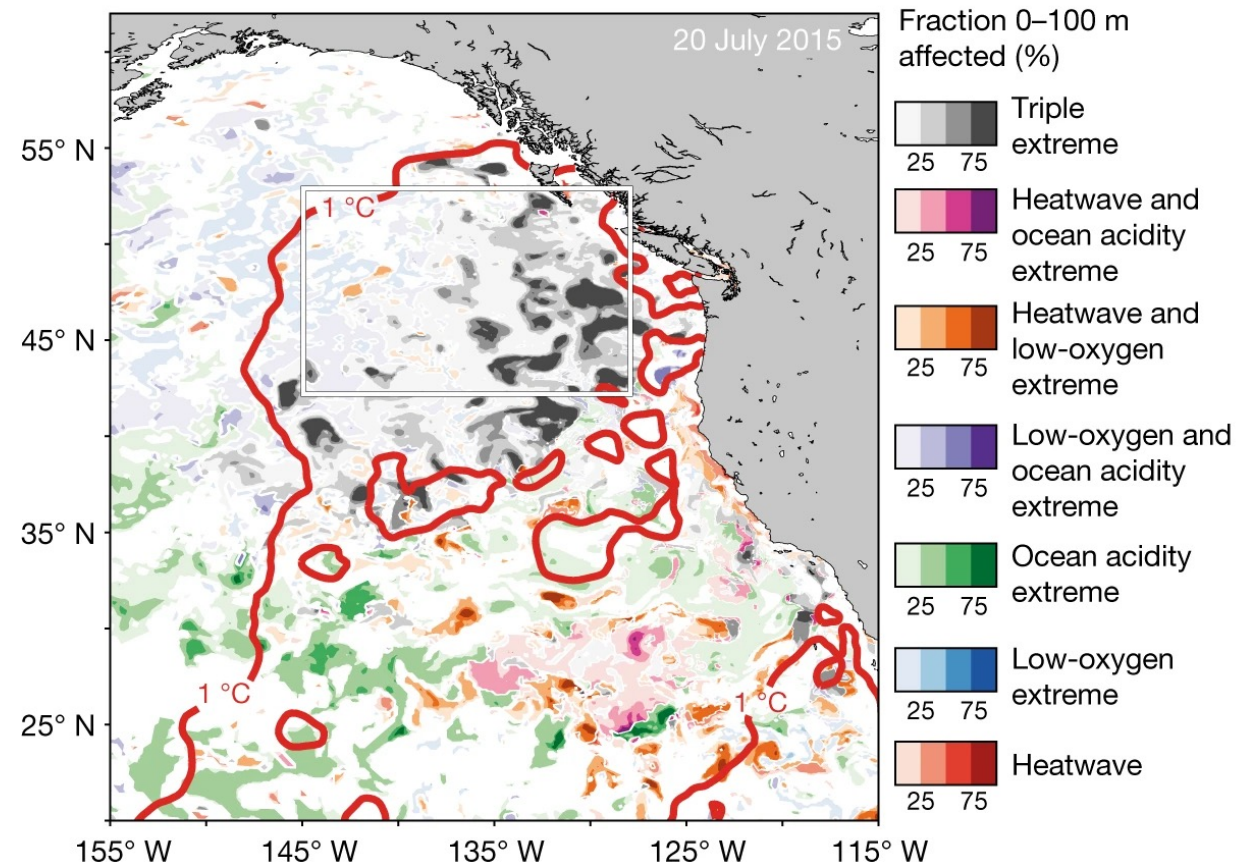 Fraction 0–100 m
affected (%)
20 July 2015
Triple
extreme
25 75
Heatwave and
ocean acidity
extreme
25 75
Heatwave and
low-oxygen
extreme
25 75
Low-oxygen and
ocean acidity
extreme
25 75
Ocean acidity
extreme
25 75
Low-oxygen
extreme
25 75
Heatwave
25 75
55° N
45° N
35° N
25° N
1 °C
1 °C
1 °C
155° W 145° W 135° W 125° W 115° W